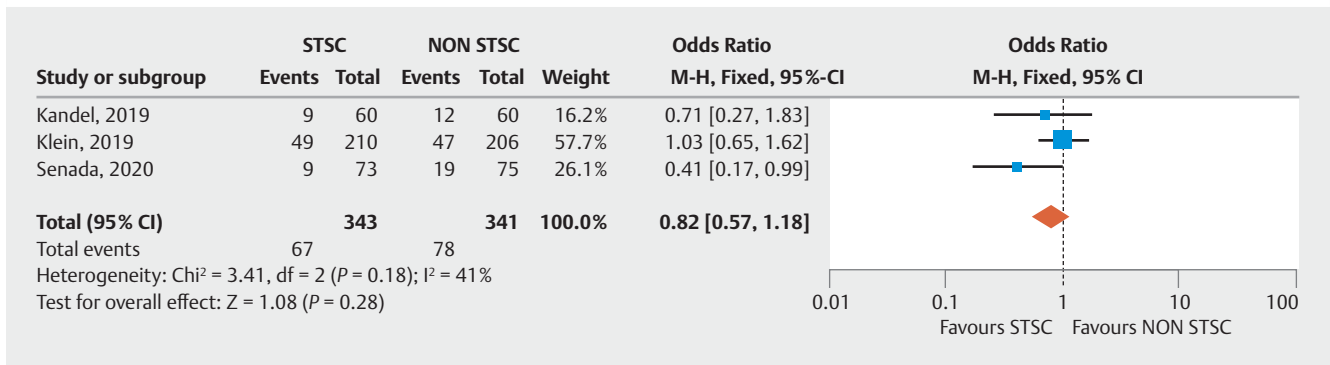 STSC NON STSC Odds Ratio Odds Ratio
Study or subgroup Events Total Events Total Weight M-H, Fixed, 95%-CI M-H, Fixed, 95% CI
Kandel, 2019 9 60 12 60 16.2% 0.71 [0.27, 1.83]
Klein, 2019 49 210 47 206 57.7% 1.03 [0.65, 1.62]
Senada, 2020 9 73 19 75 26.1% 0.41 [0.17, 0.99]
Total (95% CI) 343 341 100.0% 0.82 [0.57, 1.18]
Total events 67 78
Heterogeneity: Chi² = 3.41, df = 2 (P = 0.18); I² = 41%
Test for overall effect: Z = 1.08 (P = 0.28)
0.01 0.1 1 10 100
Favours STSC Favours NON STSC